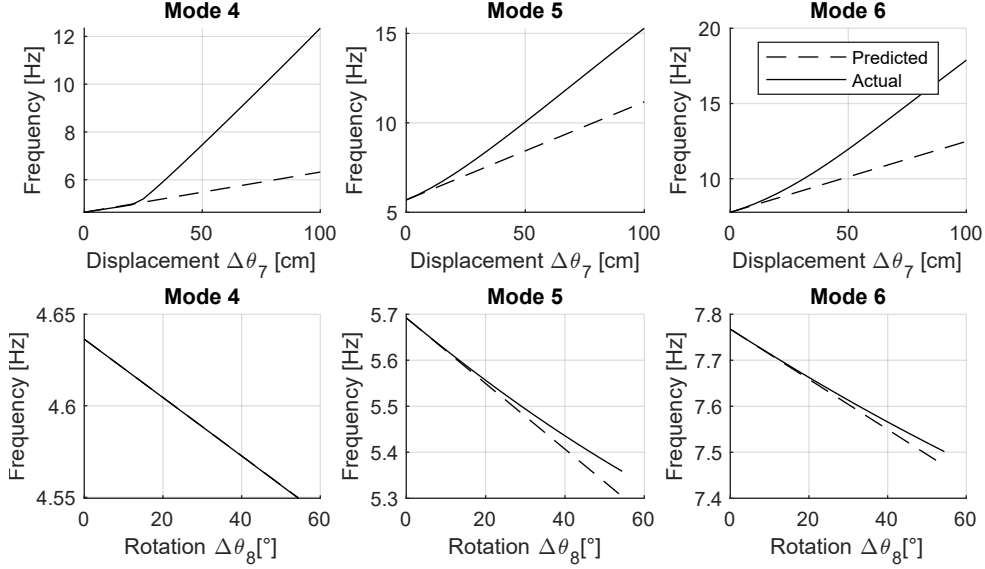 Mode 4
Mode 5
Mode 6
Frequency [Hz]
12
10
8
6
0
50
100
Displacement Δθ7 [cm]
Frequency [Hz]
15
10
5
0
50
100
Displacement Δθ7 [cm]
Frequency [Hz]
20
15
10
0
50
100
Displacement Δθ7 [cm]
Predicted
Actual
Mode 4
Mode 5
Mode 6
Frequency [Hz]
4.65
4.6
4.55
0
20
40
60
Rotation Δθ8[°]
Frequency [Hz]
5.7
5.6
5.5
5.4
5.3
0
20
40
60
Rotation Δθ8[°]
Frequency [Hz]
7.8
7.7
7.6
7.5
7.4
0
20
40
60
Rotation Δθ8[°]